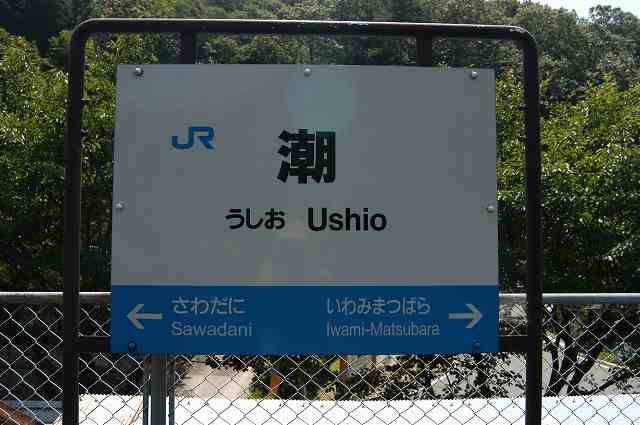 JR
潮
うしお Ushio
← さわだに いわみまつばら →
Sawadani Iwami-Matsubara